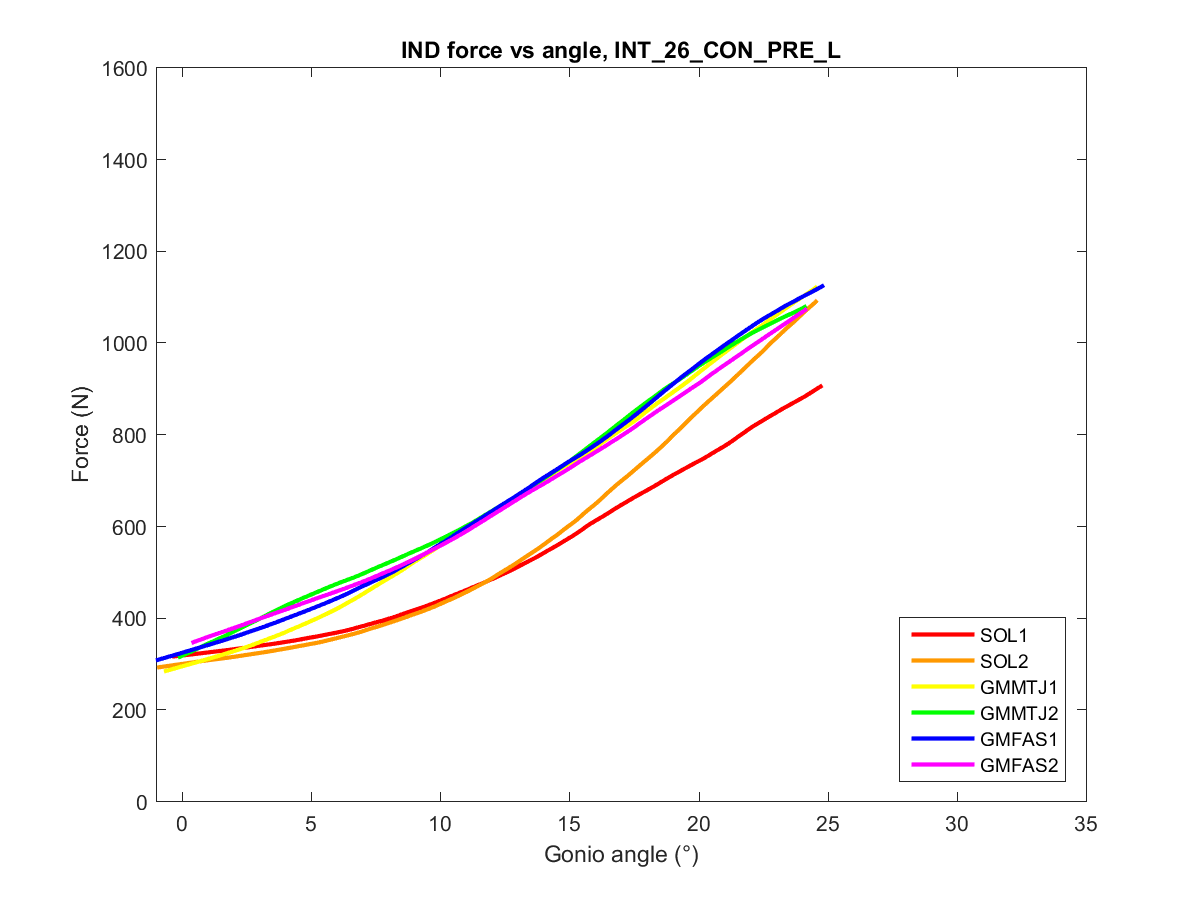 IND force vs angle, INT_26_CON_PRE_L
1600
1400
1200
1000
800
600
400
200
0
Force (N)
0 5 10 15 20 25 30 35
Gonio angle (°)
SOL1
SOL2
GMMTJ1
GMMTJ2
GMFAS1
GMFAS2